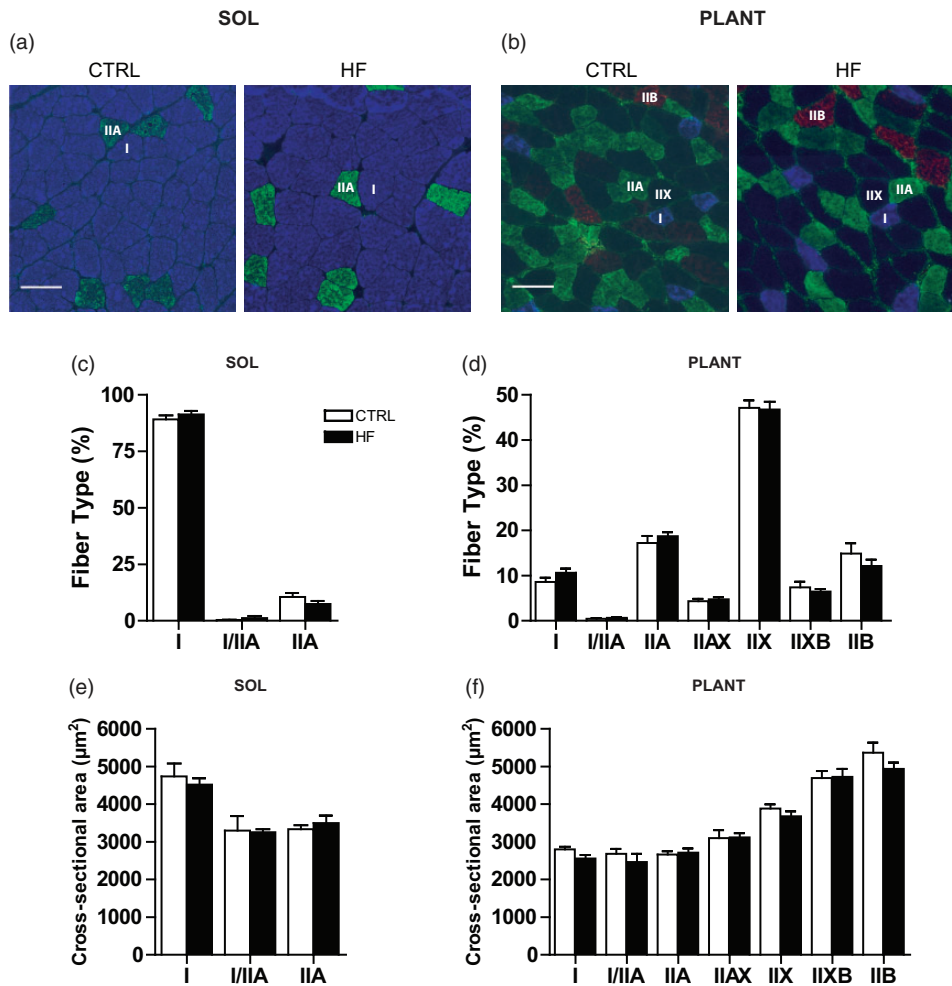 SOL PLANT
(a) (b)
CTRL HF CTRL HF
IIA I
IIA I
IIB IIA IIX I
IIB IIX IIA I
(c) SOL
Fiber Type (%)
100
75
50
25
0
CTRL
HF
I I/IIA IIA
(d) PLANT
Fiber Type (%)
50
40
30
20
10
0
I I/IIA IIA IIAX IIX IIXB IIB
(e) SOL
Cross-sectional area (µm²)
6000
5000
4000
3000
2000
1000
0
I I/IIA IIA
(f) PLANT
Cross-sectional area (µm²)
6000
5000
4000
3000
2000
1000
0
I I/IIA IIA IIAX IIX IIXB IIB